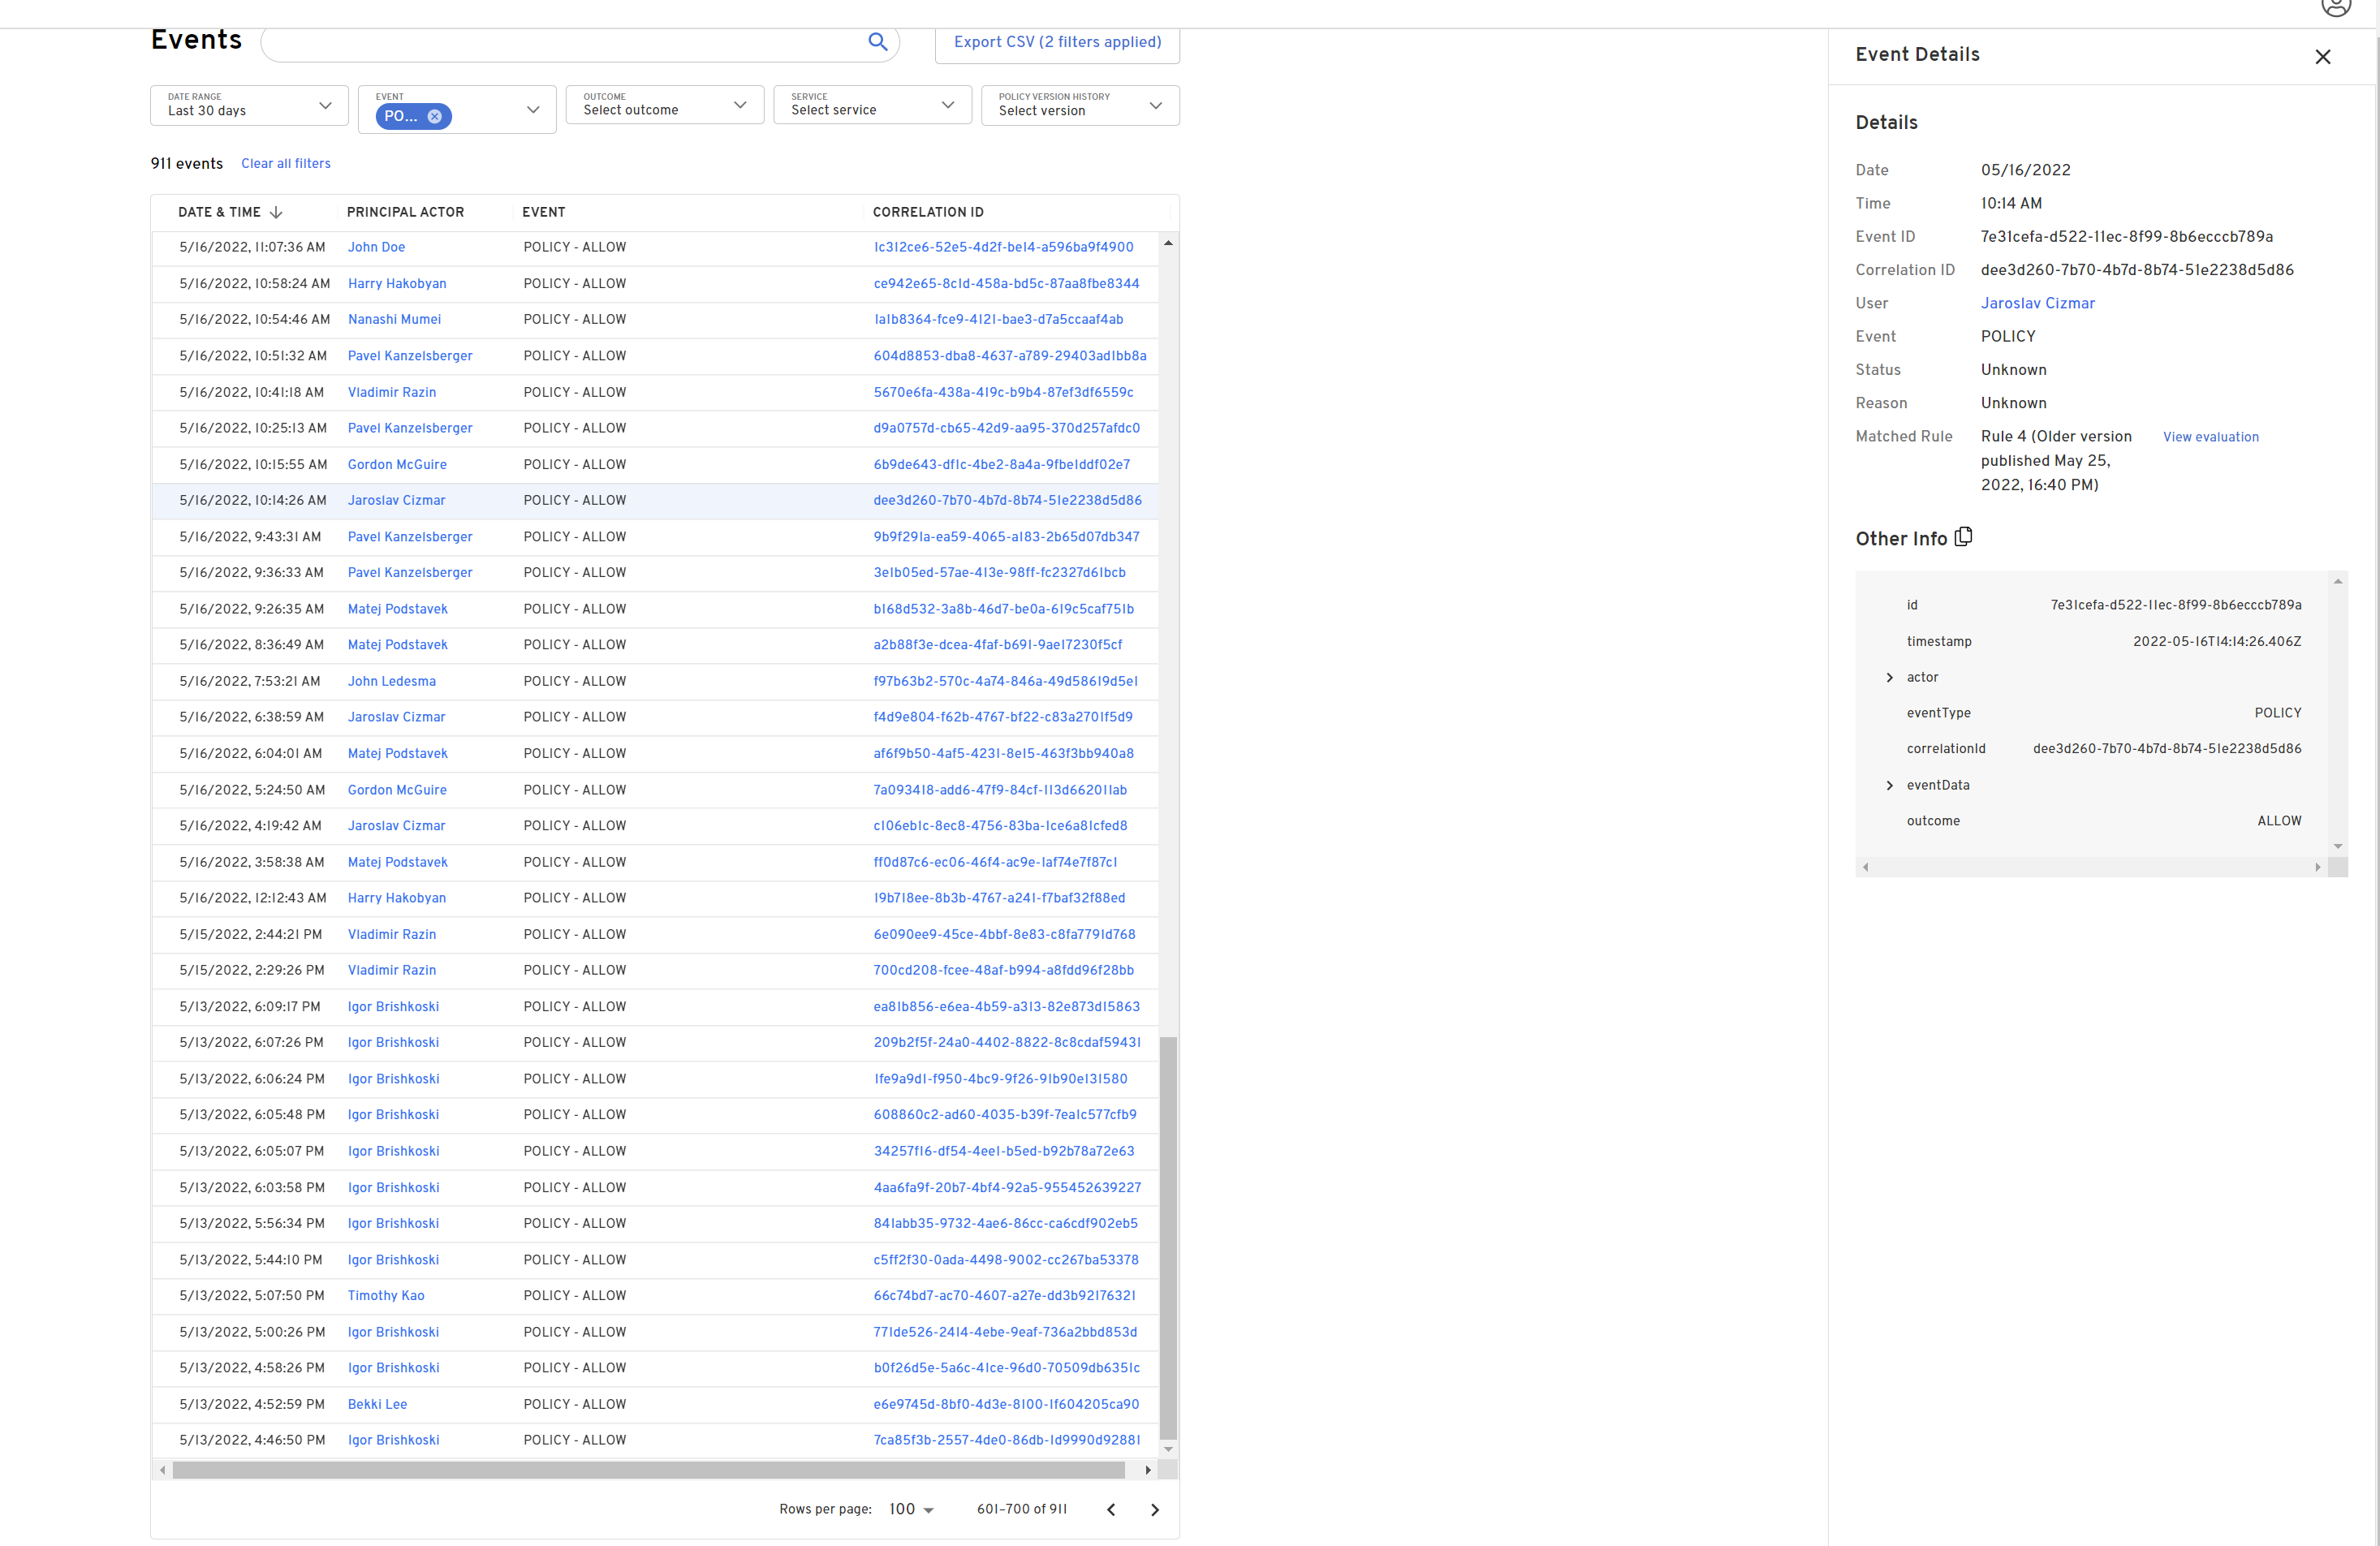 Events
Export CSV (2 filters applied)
DATE RANGE
Last 30 days
EVENT
PO...
OUTCOME
Select outcome
SERVICE
Select service
POLICY VERSION HISTORY
Select version
911 events Clear all filters
DATE & TIME PRINCIPAL ACTOR EVENT CORRELATION ID
5/16/2022, 11:07:36 AM John Doe POLICY - ALLOW 1c312ce6-52e5-4d2f-be14-a596ba9f4900
5/16/2022, 10:58:24 AM Harry Hakobyan POLICY - ALLOW ce942e65-8c1d-458a-bd5c-87aa8fbe8344
5/16/2022, 10:54:46 AM Nanashi Mumei POLICY - ALLOW 1a1b8364-fce9-4121-bae3-d7a5ccaaf4ab
5/16/2022, 10:51:32 AM Pavel Kanzelsberger POLICY - ALLOW 604d8853-dba8-4637-a789-29403ad1bb8a
5/16/2022, 10:41:18 AM Vladimir Razin POLICY - ALLOW 5670e6fa-438a-419c-b9b4-87ef3df6559c
5/16/2022, 10:25:13 AM Pavel Kanzelsberger POLICY - ALLOW d9a0757d-cb65-42d9-aa95-370d257afdc0
5/16/2022, 10:15:55 AM Gordon McGuire POLICY - ALLOW 6b9de643-df1c-4be2-8a4a-9fbe1ddf02e7
5/16/2022, 10:14:26 AM Jaroslav Cizmar POLICY - ALLOW dee3d260-7b70-4b7d-8b74-51e2238d5d86
5/16/2022, 9:43:31 AM Pavel Kanzelsberger POLICY - ALLOW 9b9f291a-ea59-4065-a183-2b65d07db347
5/16/2022, 9:36:33 AM Pavel Kanzelsberger POLICY - ALLOW 3e1b05ed-57ae-413e-98ff-fc2327d61bcb
5/16/2022, 9:26:35 AM Matej Podstavek POLICY - ALLOW b168d532-3a8b-46d7-be0a-619c5caf751b
5/16/2022, 8:36:49 AM Matej Podstavek POLICY - ALLOW a2b88f3e-dcea-4faf-b691-9ae17230f5cf
5/16/2022, 7:53:21 AM John Ledesma POLICY - ALLOW f97b63b2-570c-4a74-846a-49d58619d5e1
5/16/2022, 6:38:59 AM Jaroslav Cizmar POLICY - ALLOW f4d9e804-f62b-4767-bf22-c83a2701f5d9
5/16/2022, 6:04:01 AM Matej Podstavek POLICY - ALLOW af6f9b50-4af5-4231-8e15-463f3bb940a8
5/16/2022, 5:24:50 AM Gordon McGuire POLICY - ALLOW 7a093418-add6-47f9-84cf-113d662011ab
5/16/2022, 4:19:42 AM Jaroslav Cizmar POLICY - ALLOW c106eb1c-8ec8-4756-83ba-1ce6a81cfed8
5/16/2022, 3:58:38 AM Matej Podstavek POLICY - ALLOW ff0d87c6-ec06-46f4-ac9e-1af74e7f87c1
5/16/2022, 12:12:43 AM Harry Hakobyan POLICY - ALLOW 19b718ee-8b3b-4767-a241-f7baf32f88ed
5/15/2022, 2:44:21 PM Vladimir Razin POLICY - ALLOW 6e090ee9-45ce-4bbf-8e83-c8fa7791d768
5/15/2022, 2:29:26 PM Vladimir Razin POLICY - ALLOW 700cd208-fcee-48af-b994-a8fdd96f28bb
5/13/2022, 6:09:17 PM Igor Brishkoski POLICY - ALLOW ea81b856-e6ea-4b59-a313-82e873d15863
5/13/2022, 6:07:26 PM Igor Brishkoski POLICY - ALLOW 209b2f5f-24a0-4402-8822-8c8cdaf59431
5/13/2022, 6:06:24 PM Igor Brishkoski POLICY - ALLOW 1fe9a9d1-f950-4bc9-9f26-91b90e131580
5/13/2022, 6:05:48 PM Igor Brishkoski POLICY - ALLOW 608860c2-ad60-4035-b39f-7ea1c577cfb9
5/13/2022, 6:05:07 PM Igor Brishkoski POLICY - ALLOW 34257f16-df54-4ee1-b5ed-b92b78a72e63
5/13/2022, 6:03:58 PM Igor Brishkoski POLICY - ALLOW 4aa6fa9f-20b7-4bf4-92a5-955452639227
5/13/2022, 5:56:34 PM Igor Brishkoski POLICY - ALLOW 841abb35-9732-4ae6-86cc-ca6cdf902eb5
5/13/2022, 5:44:10 PM Igor Brishkoski POLICY - ALLOW c5ff2f30-0ada-4498-9002-cc267ba53378
5/13/2022, 5:07:50 PM Timothy Kao POLICY - ALLOW 66c74bd7-ac70-4607-a27e-dd3b92176321
5/13/2022, 5:00:26 PM Igor Brishkoski POLICY - ALLOW 771de526-2414-4ebe-9eaf-736a2bbd853d
5/13/2022, 4:58:26 PM Igor Brishkoski POLICY - ALLOW b0f26d5e-5a6c-41ce-96d0-70509db6351c
5/13/2022, 4:52:59 PM Bekki Lee POLICY - ALLOW e6e9745d-8bf0-4d3e-8100-1f604205ca90
5/13/2022, 4:46:50 PM Igor Brishkoski POLICY - ALLOW 7ca85f3b-2557-4de0-86db-1d9990d92881
Rows per page: 100 601-700 of 911
Event Details
Details
Date 05/16/2022
Time 10:14 AM
Event ID 7e31cefa-d522-11ec-8f99-8b6ecccb789a
Correlation ID dee3d260-7b70-4b7d-8b74-51e2238d5d86
User Jaroslav Cizmar
Event POLICY
Status Unknown
Reason Unknown
Matched Rule Rule 4 (Older version View evaluation
published May 25,
2022, 16:40 PM)
Other Info
id 7e31cefa-d522-11ec-8f99-8b6ecccb789a
timestamp 2022-05-16T14:14:26.406Z
actor
eventType POLICY
correlationId dee3d260-7b70-4b7d-8b74-51e2238d5d86
eventData
outcome ALLOW